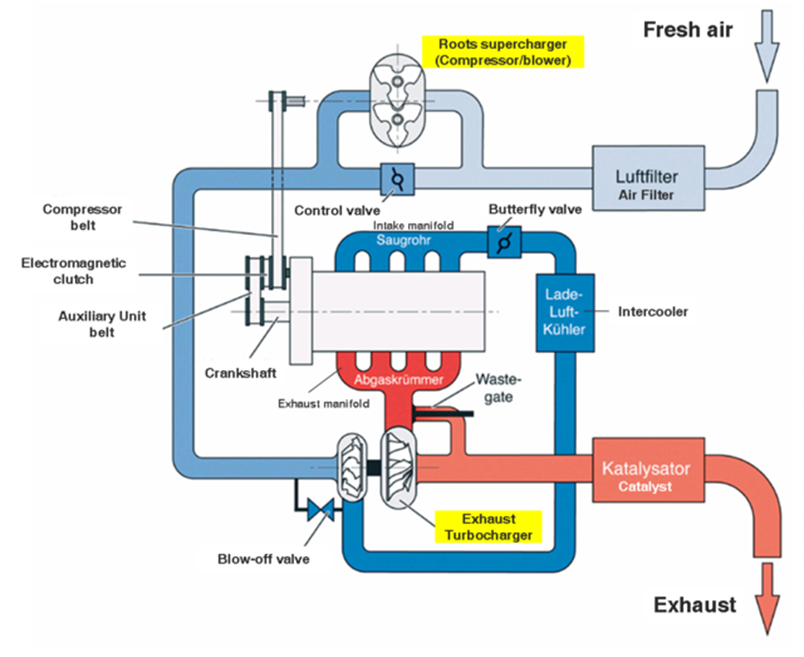 Fresh air
Roots supercharger
(Compressor/blower)
Luftfilter
Air Filter
Control valve
Butterfly valve
Compressor
belt
Intake manifold
Saugrohr
Electromagnetic
clutch
Lade-
Luft-
Kühler
Intercooler
Auxiliary Unit
belt
Crankshaft
Abgaskrümmer
Exhaust manifold
Waste-
gate
Katalysator
Catalyst
Exhaust
Turbocharger
Blow-off valve
Exhaust